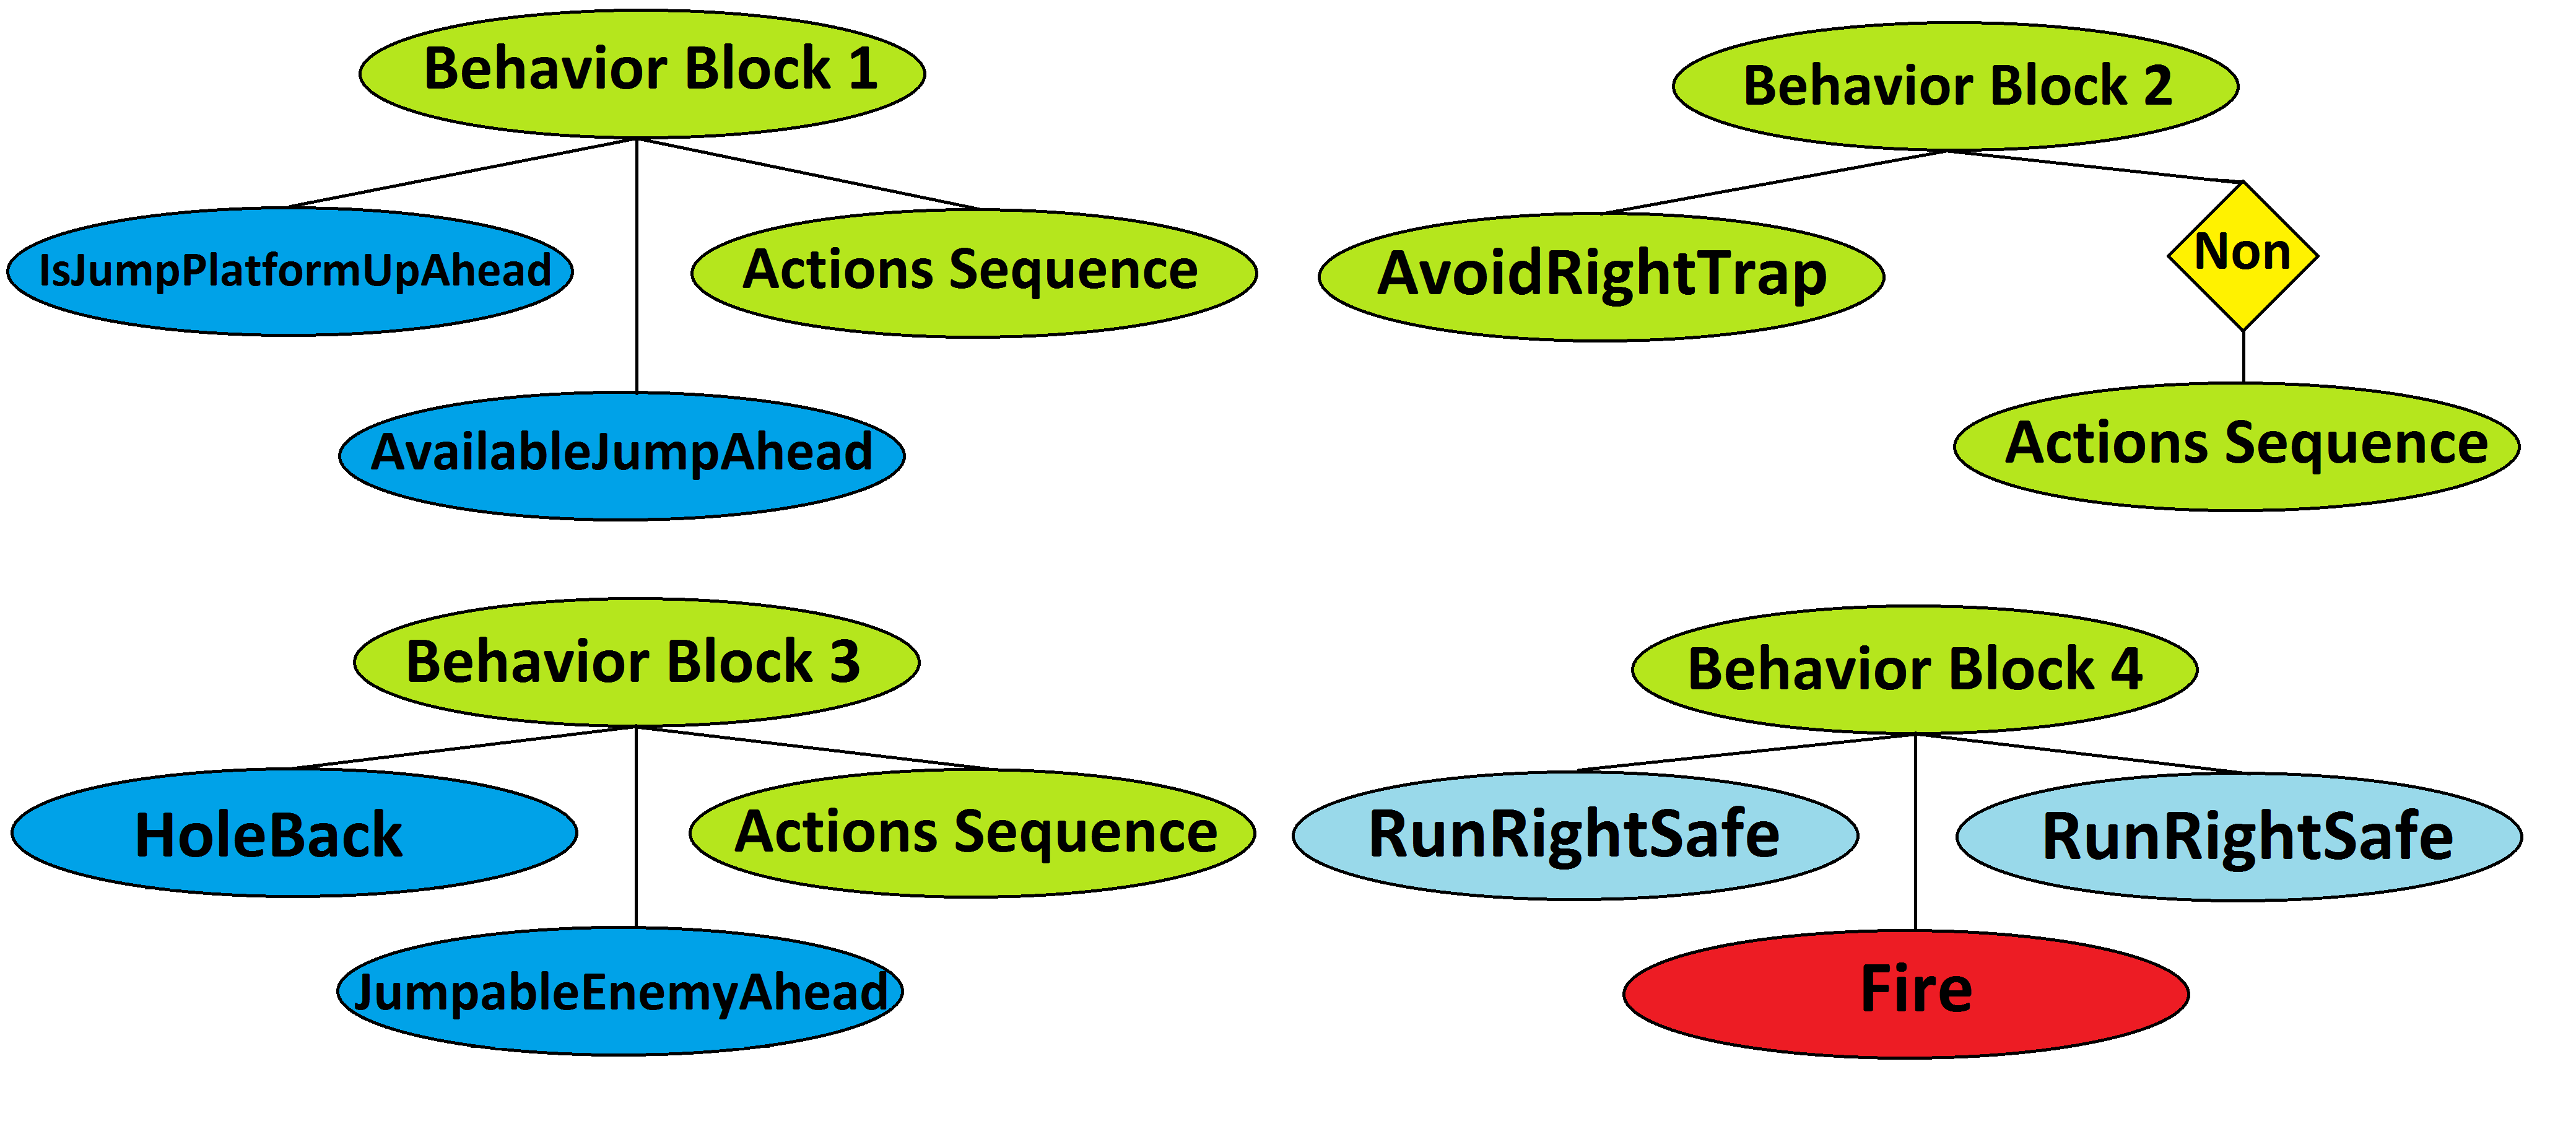 Behavior Block 1
IsJumpPlatformUpAhead
Actions Sequence
AvailableJumpAhead
Behavior Block 2
AvoidRightTrap
Non
Actions Sequence
Behavior Block 3
HoleBack
Actions Sequence
JumpableEnemyAhead
Behavior Block 4
RunRightSafe
RunRightSafe
Fire